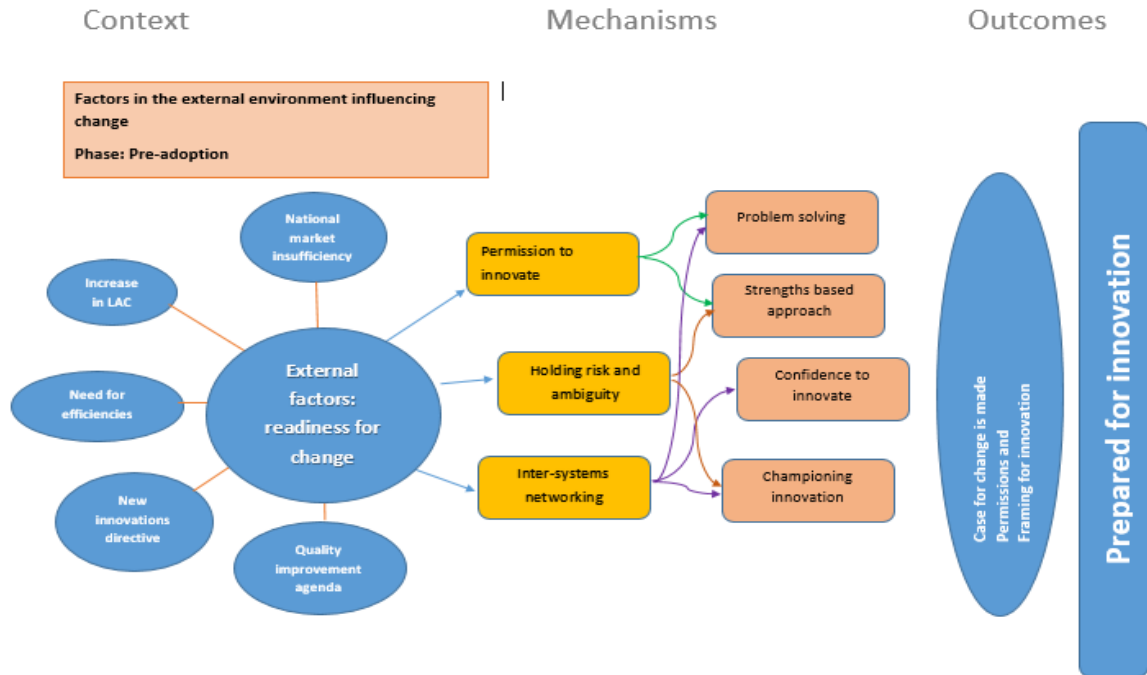 Context
Mechanisms
Outcomes
Factors in the external environment influencing
change
Phase: Pre-adoption
National
market
insufficiency
Increase
in LAC
Need for
efficiencies
New
innovations
directive
Quality
improvement
agenda
External
factors:
readiness for
change
Permission to
innovate
Holding risk and
ambiguity
Inter-systems
networking
Problem solving
Strengths based
approach
Confidence to
innovate
Championing
innovation
Case for change is made
Permissions and
Framing for innovation
Prepared for innovation